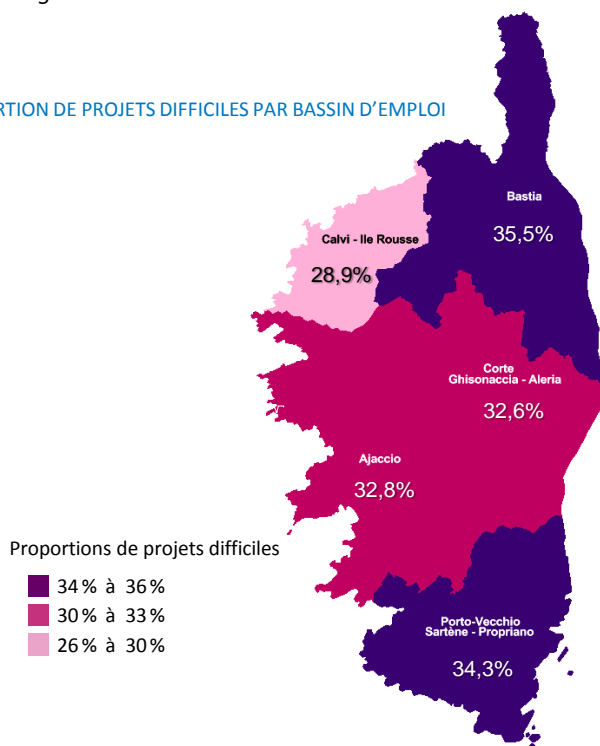 DE PROJETS DIFFICILES PAR BASSIN D'EMPLOI
Bastia
35,5%
Calvi - Ile Rousse
28,9%
Corte
Ghisonaccia - Aleria
32,6%
Ajaccio
32,8%
Proportions de projets difficiles
34 % à 36 %
30 % à 33 %
26 % à 30 %
Porto-Vecchio
Sartène - Propriano
34,3%